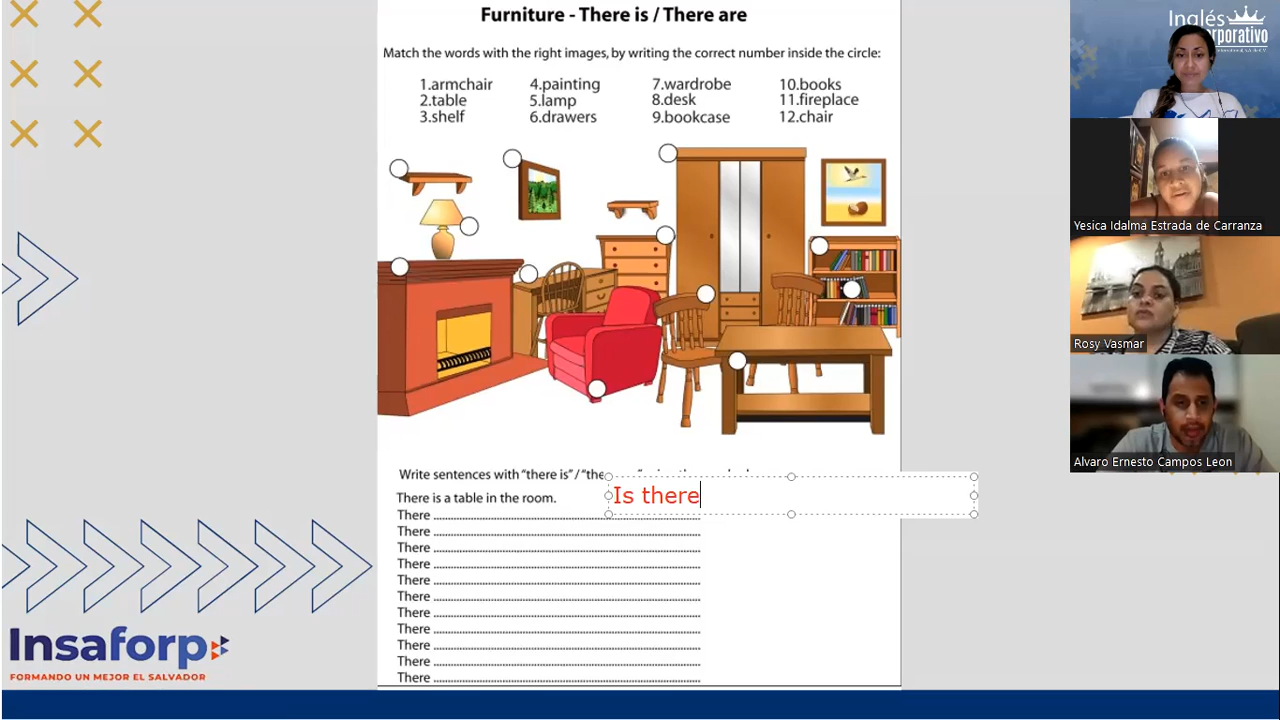 Furniture - There is / There are
Match the words with the right images, by writing the correct number inside the circle:
1.armchair 4.painting 7.wardrobe 10.books
2.table 5.lamp 8.desk 11.fireplace
3.shelf 6.drawers 9.bookcase 12.chair
Write sentences with "there is" / "the
There is a table in the room.
Is there
There
There
There
There
There
There
There
There
There
There
There
Insaforp
FORMANDO UN MEJOR EL SALVADOR
Inglés
Yesica Idalma Estrada de Carranza
Rosy Vasmar
Alvaro Ernesto Campos Leon